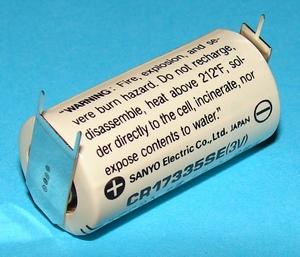 "WARNING: Fire, explosion, and se-
vere burn hazard. Do not recharge,
disassemble, heat above 212°F, sol-
der directly to the cell, incinerate, nor
expose contents to water."
SANYO Electric Co., Ltd. JAPAN
CR17335SE(3V)